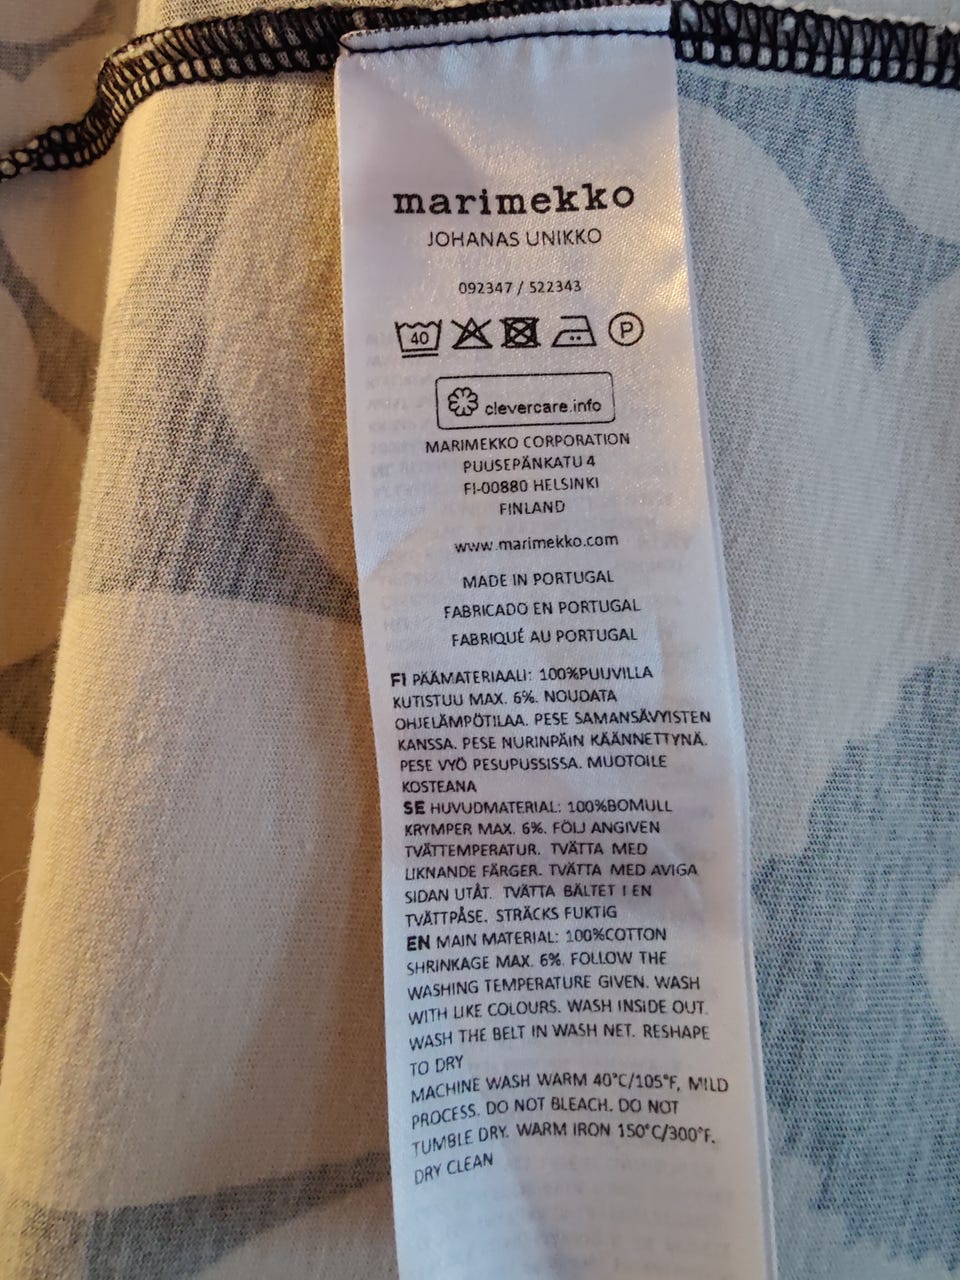 marimekko
JOHANAS UNIKKO
092347 / 522343
40 P
clevercare.info
MARIMEKKO CORPORATION
PUUSEPÄNKATU 4
FI-00880 HELSINKI
FINLAND
www.marimekko.com
MADE IN PORTUGAL
FABRICADO EN PORTUGAL
FABRIQUÉ AU PORTUGAL
FI PÄÄMATERIAALI: 100%PUUVILLA
KUTISTUU MAX. 6%. NOUDATA
OHJELÄMPÖTILAA. PESE SAMANSÄVYISTEN
KANSSA. PESE NURINPÄIN KÄÄNNETTYNÄ.
PESE VYÖ PESUPUSSISSA. MUOTOILE
KOSTEANA
SE HUVUDMATERIAL: 100%BOMULL
KRYMPER MAX. 6%. FÖLJ ANGIVEN
TVÄTTEMPERATUR. TVÄTTA MED
LIKNANDE FÄRGER. TVÄTTA MED AVIGA
SIDAN UTÅT. TVÄTTA BÄLTET I EN
TVÄTTPÅSE. STRÄCKS FUKTIG
EN MAIN MATERIAL: 100%COTTON
SHRINKAGE MAX. 6%. FOLLOW THE
WASHING TEMPERATURE GIVEN. WASH
WITH LIKE COLOURS. WASH INSIDE OUT.
WASH THE BELT IN WASH NET. RESHAPE
TO DRY
MACHINE WASH WARM 40°C/105°F, MILD
PROCESS. DO NOT BLEACH. DO NOT
TUMBLE DRY. WARM IRON 150°C/300°F.
DRY CLEAN